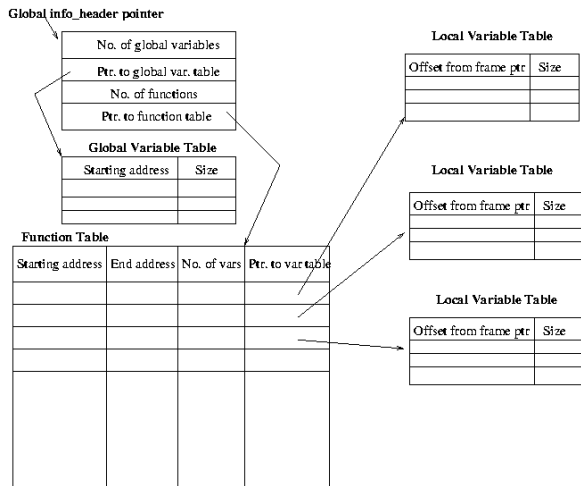 Global info_header pointer
No. of global variables
Ptr. to global var. table
No. of functions
Ptr. to function table
Global Variable Table
Starting address Size
Function Table
Starting address End address No. of vars Ptr. to var table
Local Variable Table
Offset from frame ptr Size
Local Variable Table
Offset from frame ptr Size
Local Variable Table
Offset from frame ptr Size